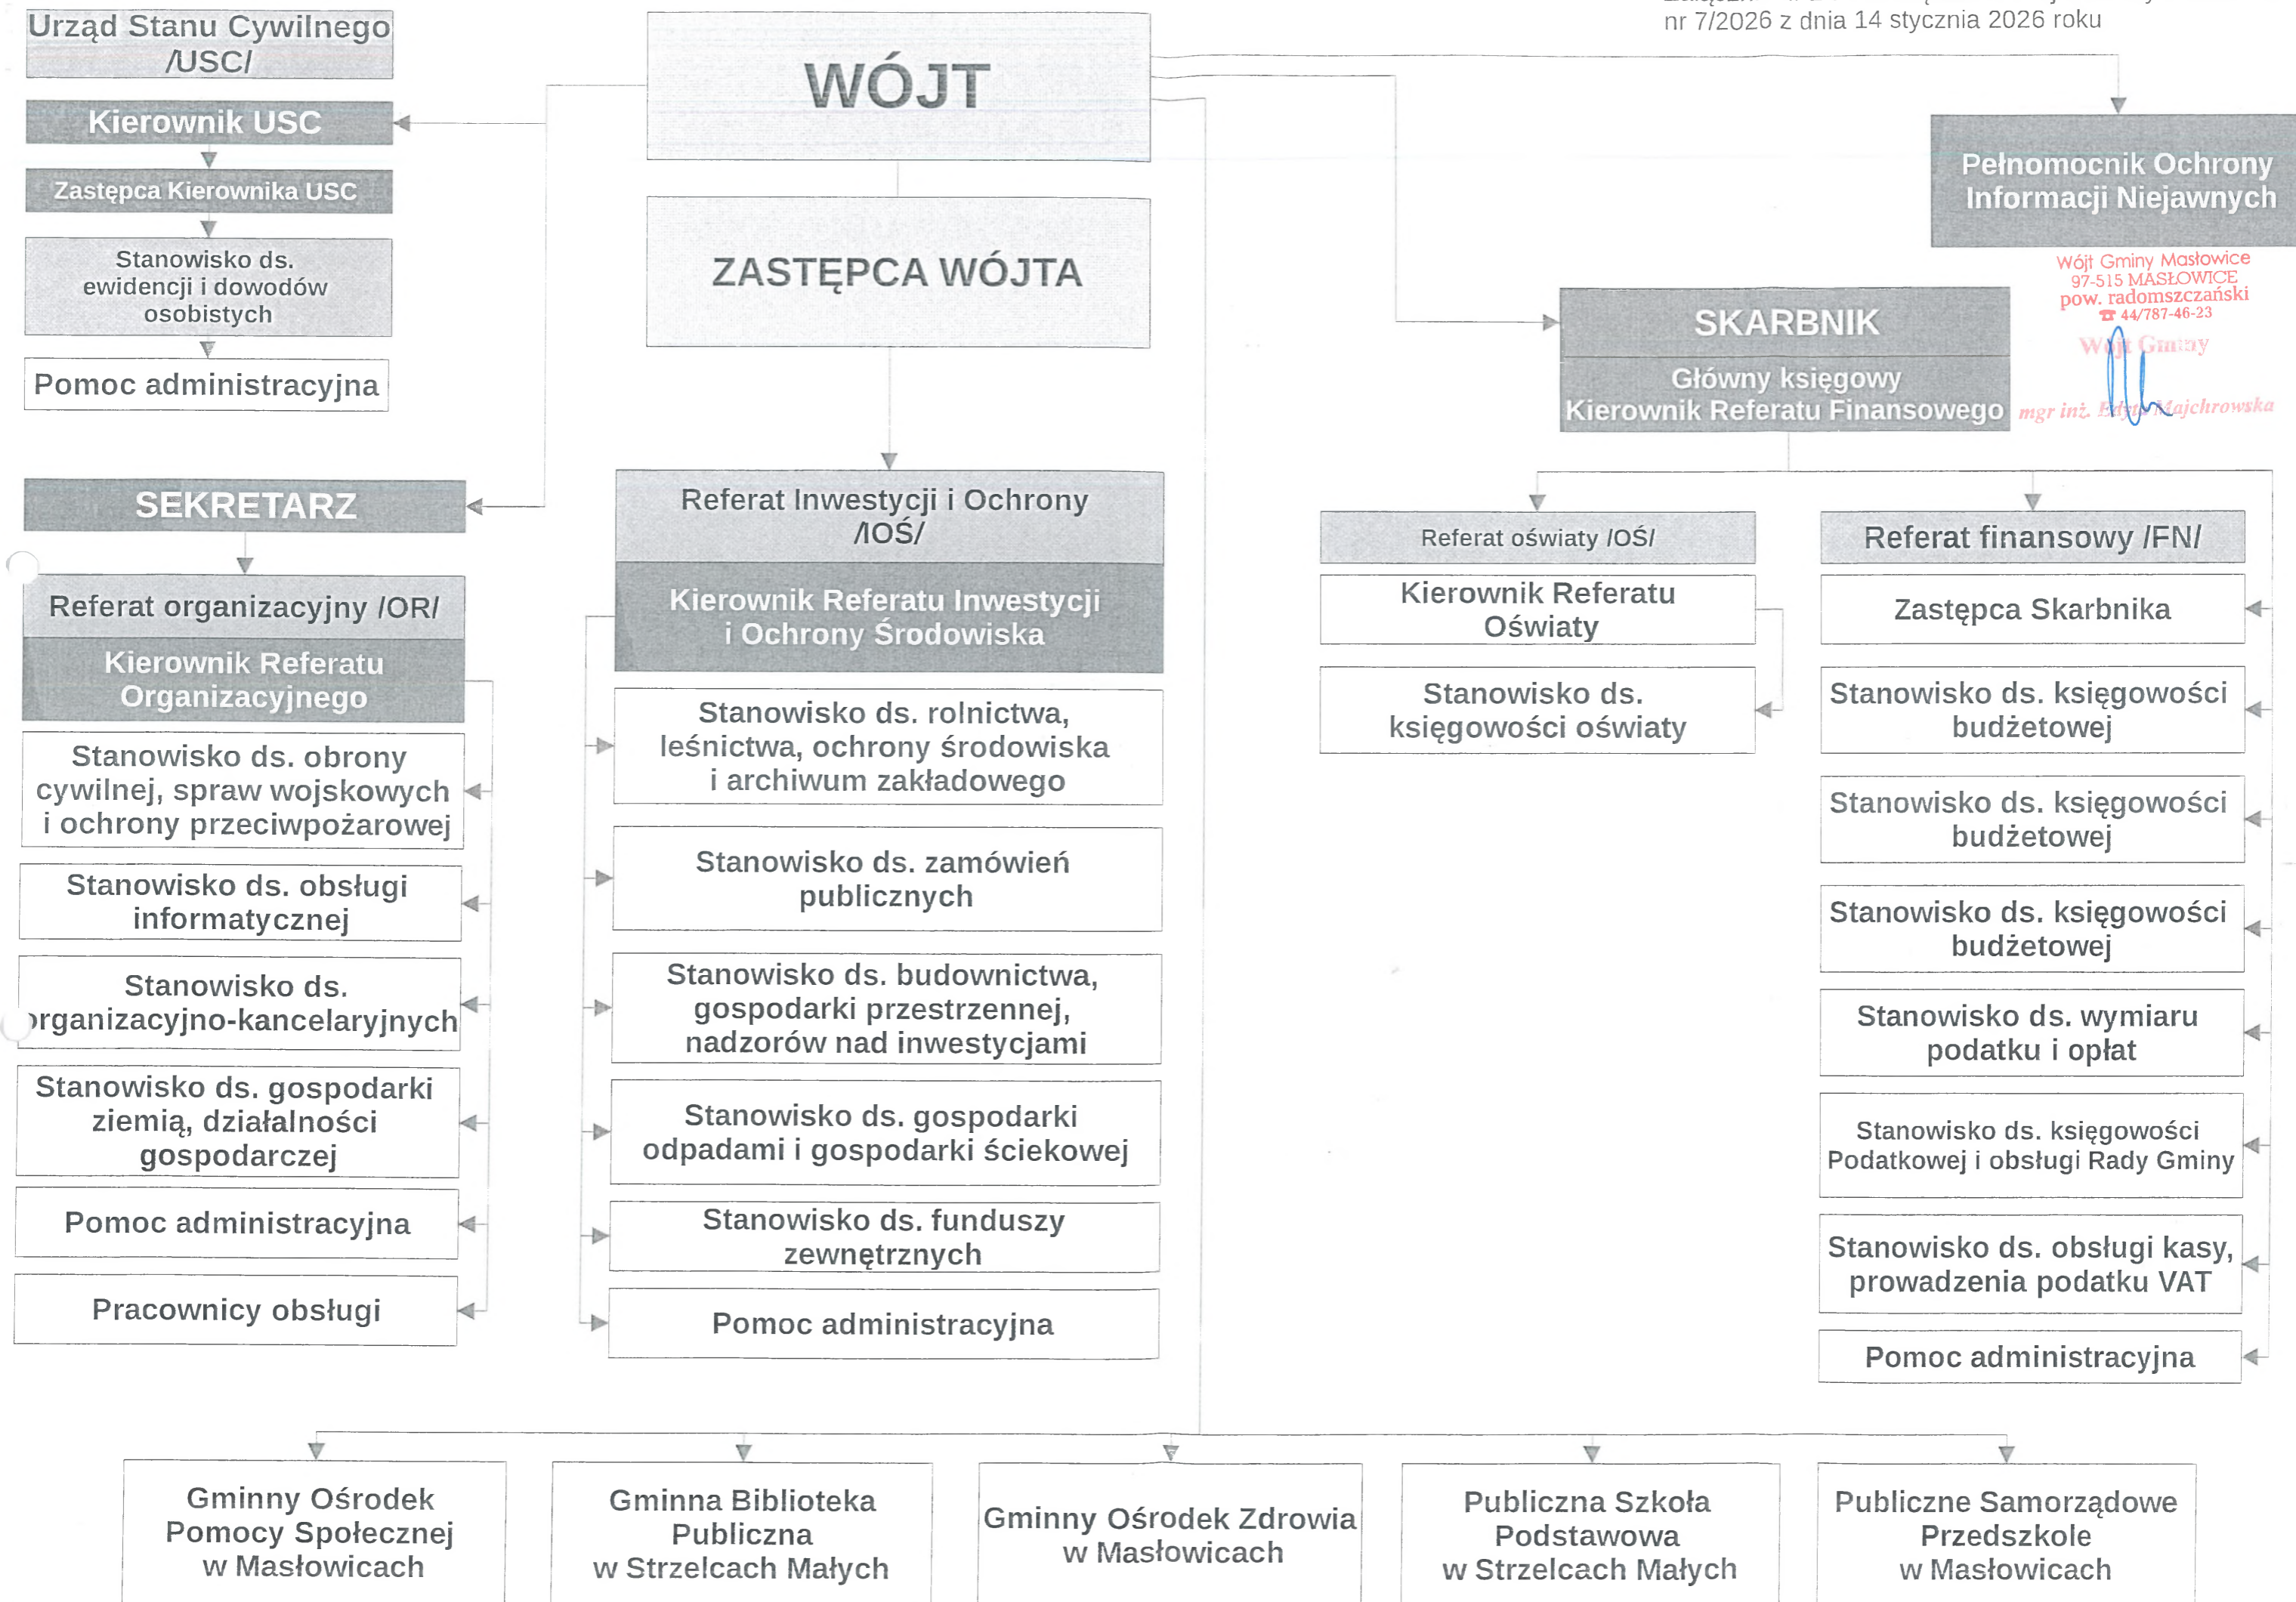 nr 7/2026 z dnia 14 stycznia 2026 roku
Urząd Stanu Cywilnego
/USC/
Kierownik USC
Zastępca Kierownika USC
Stanowisko ds.
ewidencji i dowodów
osobistych
Pomoc administracyjna
WÓJT
ZASTĘPCA WÓJTA
Pełnomocnik Ochrony
Informacji Niejawnych
Wójt Gminy Masłowice
97-515 MASŁOWICE
pow. radomszczański
☎ 44/787-46-23
Wójt Gminy
mgr inż. Edyta Majchrowska
SKARBNIK
Główny księgowy
Kierownik Referatu Finansowego
SEKRETARZ
Referat organizacyjny /OR/
Kierownik Referatu
Organizacyjnego
Stanowisko ds. obrony
cywilnej, spraw wojskowych
i ochrony przeciwpożarowej
Stanowisko ds. obsługi
informatycznej
Stanowisko ds.
organizacyjno-kancelaryjnych
Stanowisko ds. gospodarki
ziemią, działalności
gospodarczej
Pomoc administracyjna
Pracownicy obsługi
Referat Inwestycji i Ochrony
/IOŚ/
Kierownik Referatu Inwestycji
i Ochrony Środowiska
Stanowisko ds. rolnictwa,
leśnictwa, ochrony środowiska
i archiwum zakładowego
Stanowisko ds. zamówień
publicznych
Stanowisko ds. budownictwa,
gospodarki przestrzennej,
nadzorów nad inwestycjami
Stanowisko ds. gospodarki
odpadami i gospodarki ściekowej
Stanowisko ds. funduszy
zewnętrznych
Pomoc administracyjna
Referat oświaty /OŚ/
Kierownik Referatu
Oświaty
Stanowisko ds.
księgowości oświaty
Referat finansowy /FN/
Zastępca Skarbnika
Stanowisko ds. księgowości
budżetowej
Stanowisko ds. księgowości
budżetowej
Stanowisko ds. księgowości
budżetowej
Stanowisko ds. wymiaru
podatku i opłat
Stanowisko ds. księgowości
Podatkowej i obsługi Rady Gminy
Stanowisko ds. obsługi kasy,
prowadzenia podatku VAT
Pomoc administracyjna
Gminny Ośrodek
Pomocy Społecznej
w Masłowicach
Gminna Biblioteka
Publiczna
w Strzelcach Małych
Gminny Ośrodek Zdrowia
w Masłowicach
Publiczna Szkoła
Podstawowa
w Strzelcach Małych
Publiczne Samorządowe
Przedszkole
w Masłowicach